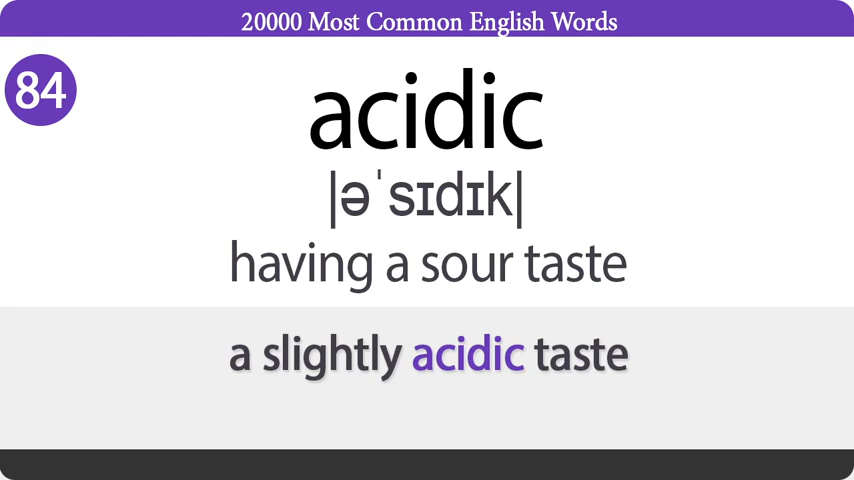 20000 Most Common English Words
84
acidic
|əˈsɪdɪk|
having a sour taste
a slightly acidic taste